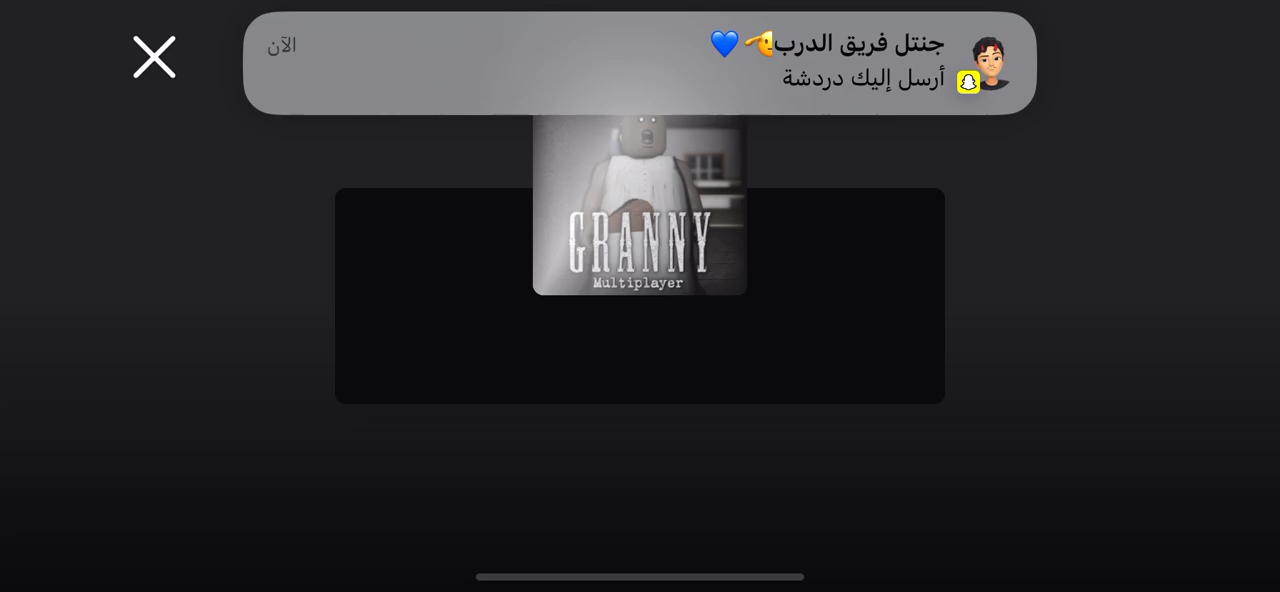 جنتل فريق الدرب🫡💙
الآن
أرسل إليك دردشة
GRANNY
Multiplayer